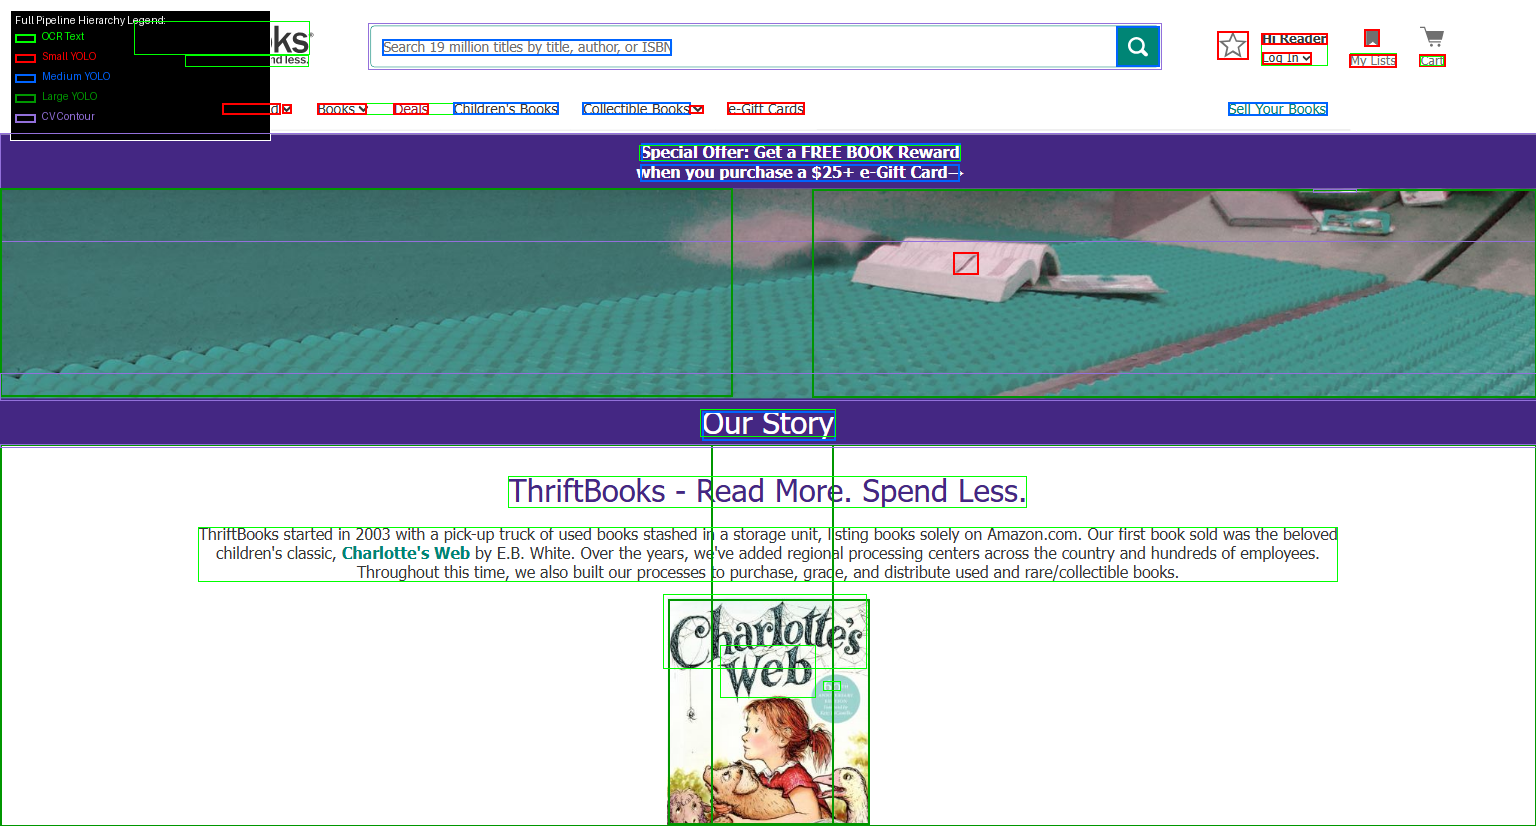 Full Pipeline Hierarchy Legend:
OCR Text
Small YOLO
Medium YOLO
Large YOLO
CV Contour
oks®
nd less.
Search 19 million titles by title, author, or ISBN
Hi Reader
Log In
My Lists
Cart
d
Books
Deals
Children's Books
Collectible Books
e-Gift Cards
Sell Your Books
Special Offer: Get a FREE BOOK Reward
when you purchase a $25+ e-Gift Card→
Our Story
ThriftBooks - Read More. Spend Less.
ThriftBooks started in 2003 with a pick-up truck of used books stashed in a storage unit, listing books solely on Amazon.com. Our first book sold was the beloved
children's classic, Charlotte's Web by E.B. White. Over the years, we've added regional processing centers across the country and hundreds of employees.
Throughout this time, we also built our processes to purchase, grade, and distribute used and rare/collectible books.
Charlotte's
Web